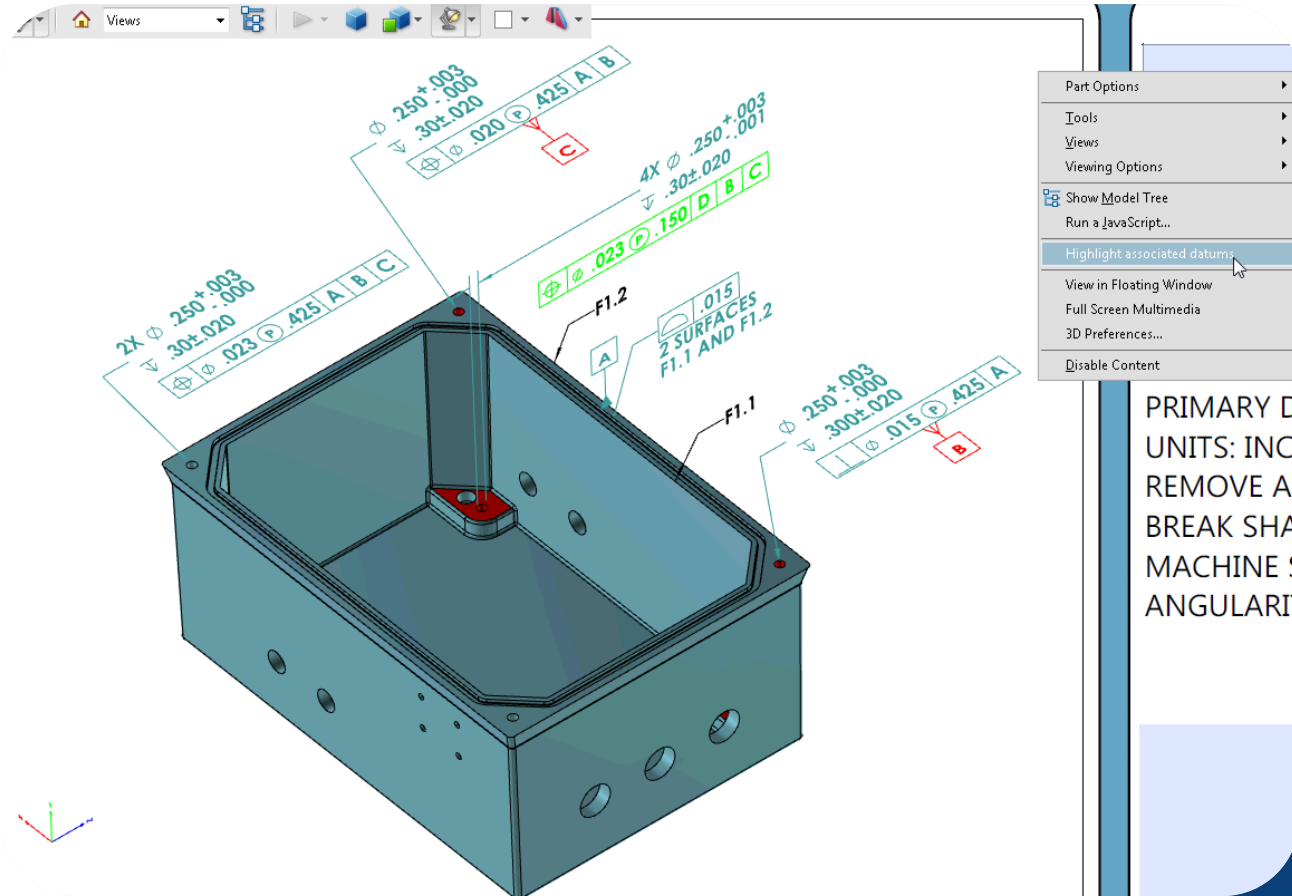 Views
Part Options
Tools
Views
Viewing Options
Show Model Tree
Run a JavaScript...
Highlight associated datums
View in Floating Window
Full Screen Multimedia
3D Preferences...
Disable Content
⌀ .250 +.003 -.000
↧ .30±.020
⌖ ⌀ .020 Ⓟ .425 A B
C
4X ⌀ .250 +.003 -.001
↧ .30±.020
⌖ ⌀ .023 Ⓟ .150 D B C
2X ⌀ .250 +.003 -.000
↧ .30±.020
⌖ ⌀ .023 Ⓟ .425 A B C
F1.2
⌓ .015
2 SURFACES
F1.1 AND F1.2
A
F1.1
⌀ .250 +.003 -.000
↧ .300±.020
⟂ ⌀ .015 Ⓟ .425 A
B
PRIMARY D
UNITS: INC
REMOVE A
BREAK SHA
MACHINE S
ANGULARI